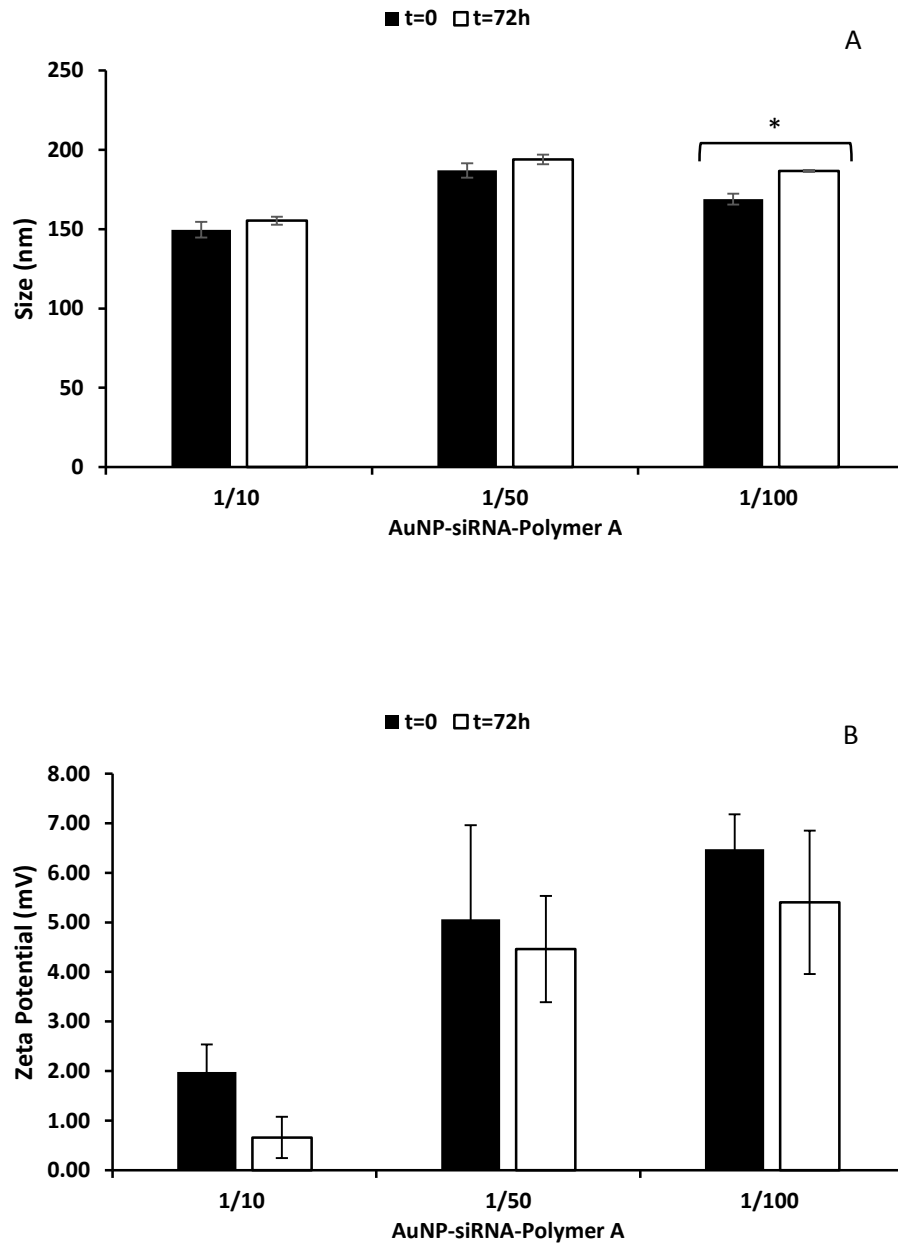 t=0 t=72h
A
250
200
150
100
50
0
Size (nm)
*
1/10 1/50 1/100
AuNP-siRNA-Polymer A
t=0 t=72h
B
8.00
7.00
6.00
5.00
4.00
3.00
2.00
1.00
0.00
Zeta Potential (mV)
1/10 1/50 1/100
AuNP-siRNA-Polymer A